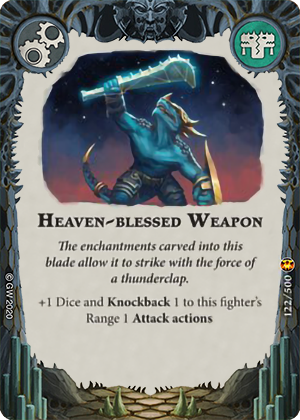 HEAVEN-BLESSED WEAPON
The enchantments carved into this
blade allow it to strike with the force of
a thunderclap.
+1 Dice and Knockback 1 to this fighter's
Range 1 Attack actions
© GW 2020
122/500